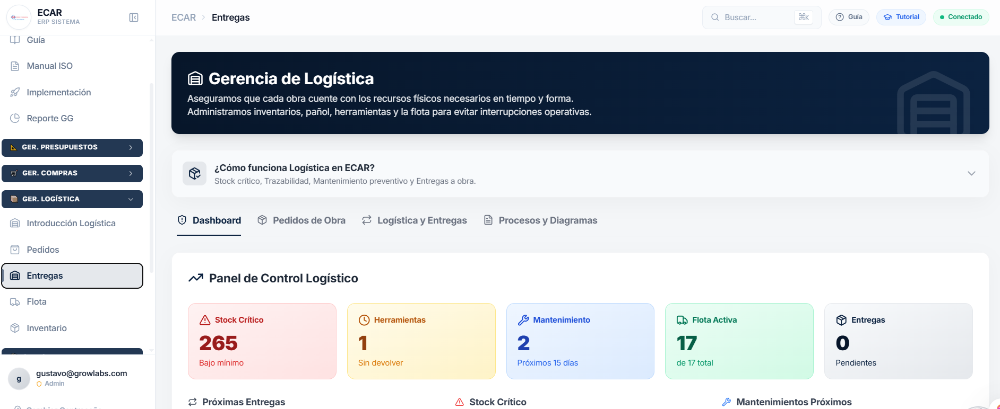 ECAR
ERP SISTEMA
Guía
Manual ISO
Implementación
Reporte GG
GER. PRESUPUESTOS
GER. COMPRAS
GER. LOGÍSTICA
Introducción Logística
Pedidos
Entregas
Flota
Inventario
gustavo@growlabs.com
g
Admin
ECAR > Entregas
Buscar...
⌘K
Guía
Tutorial
Conectado
Gerencia de Logística
Aseguramos que cada obra cuente con los recursos físicos necesarios en tiempo y forma.
Administramos inventarios, pañol, herramientas y la flota para evitar interrupciones operativas.
¿Cómo funciona Logística en ECAR?
Stock crítico, Trazabilidad, Mantenimiento preventivo y Entregas a obra.
Dashboard
Pedidos de Obra
Logística y Entregas
Procesos y Diagramas
Panel de Control Logístico
Stock Crítico
265
Bajo mínimo
Herramientas
1
Sin devolver
Mantenimiento
2
Próximos 15 días
Flota Activa
17
de 17 total
Entregas
0
Pendientes
Próximas Entregas
Stock Crítico
Mantenimientos Próximos